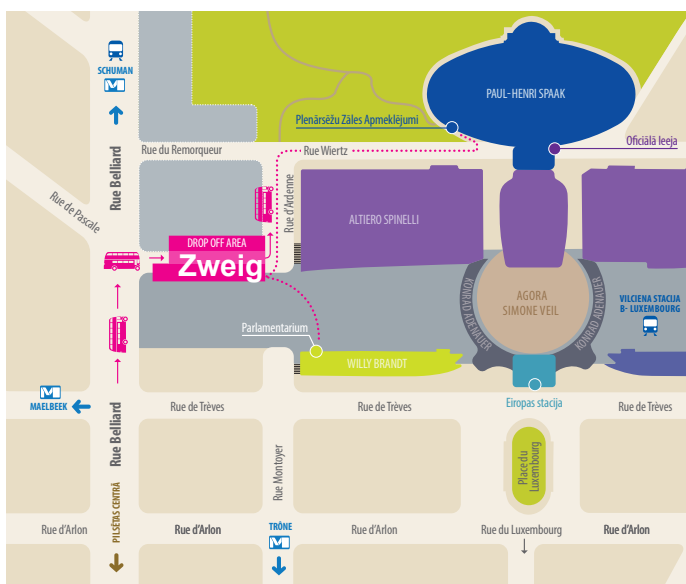 SCHUMAN
M
PAUL-HENRI SPAAK
Plenārsēžu Zāles Apmeklējumi
Oficiālā ieeja
Rue du Remorqueur
Rue Wiertz
Rue Belliard
Rue de Pascale
Rue d'Ardenne
ALTIERO SPINELLI
DROP OFF AREA
Zweig
KONRAD ADENAUER
AGORA
SIMONE VEIL
KONRAD ADENAUER
VILCIENA STACIJA
B- LUXEMBOURG
Parlamentarium
WILLY BRANDT
M
MAELBEEK
Eiropas stacija
Rue de Trèves
Rue de Trèves
Rue de Trèves
Rue Belliard
Rue Montoyer
Place du
Luxembourg
PILSĒTAS CENTRĀ
Rue d'Arlon
Rue d'Arlon
TRÔNE
M
Rue d'Arlon
Rue du Luxembourg
Rue d'Arlon